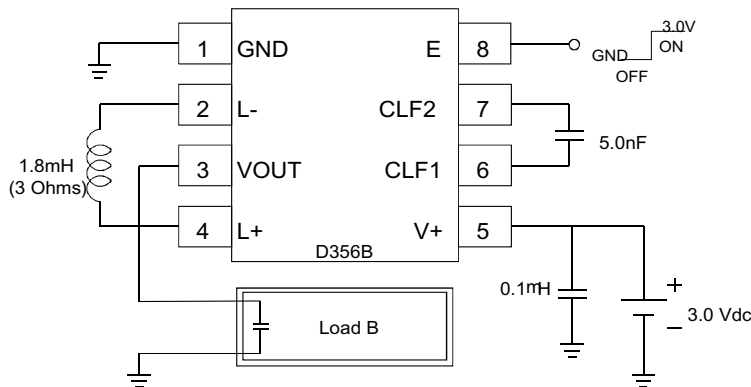 1 GND
2 L-
3 VOUT
4 L+
E 8
CLF2 7
CLF1 6
V+ 5
D356B
3.0V
GND
ON
OFF
5.0nF
1.8mH
(3 Ohms)
0.1mH
+
3.0 Vdc
Load B